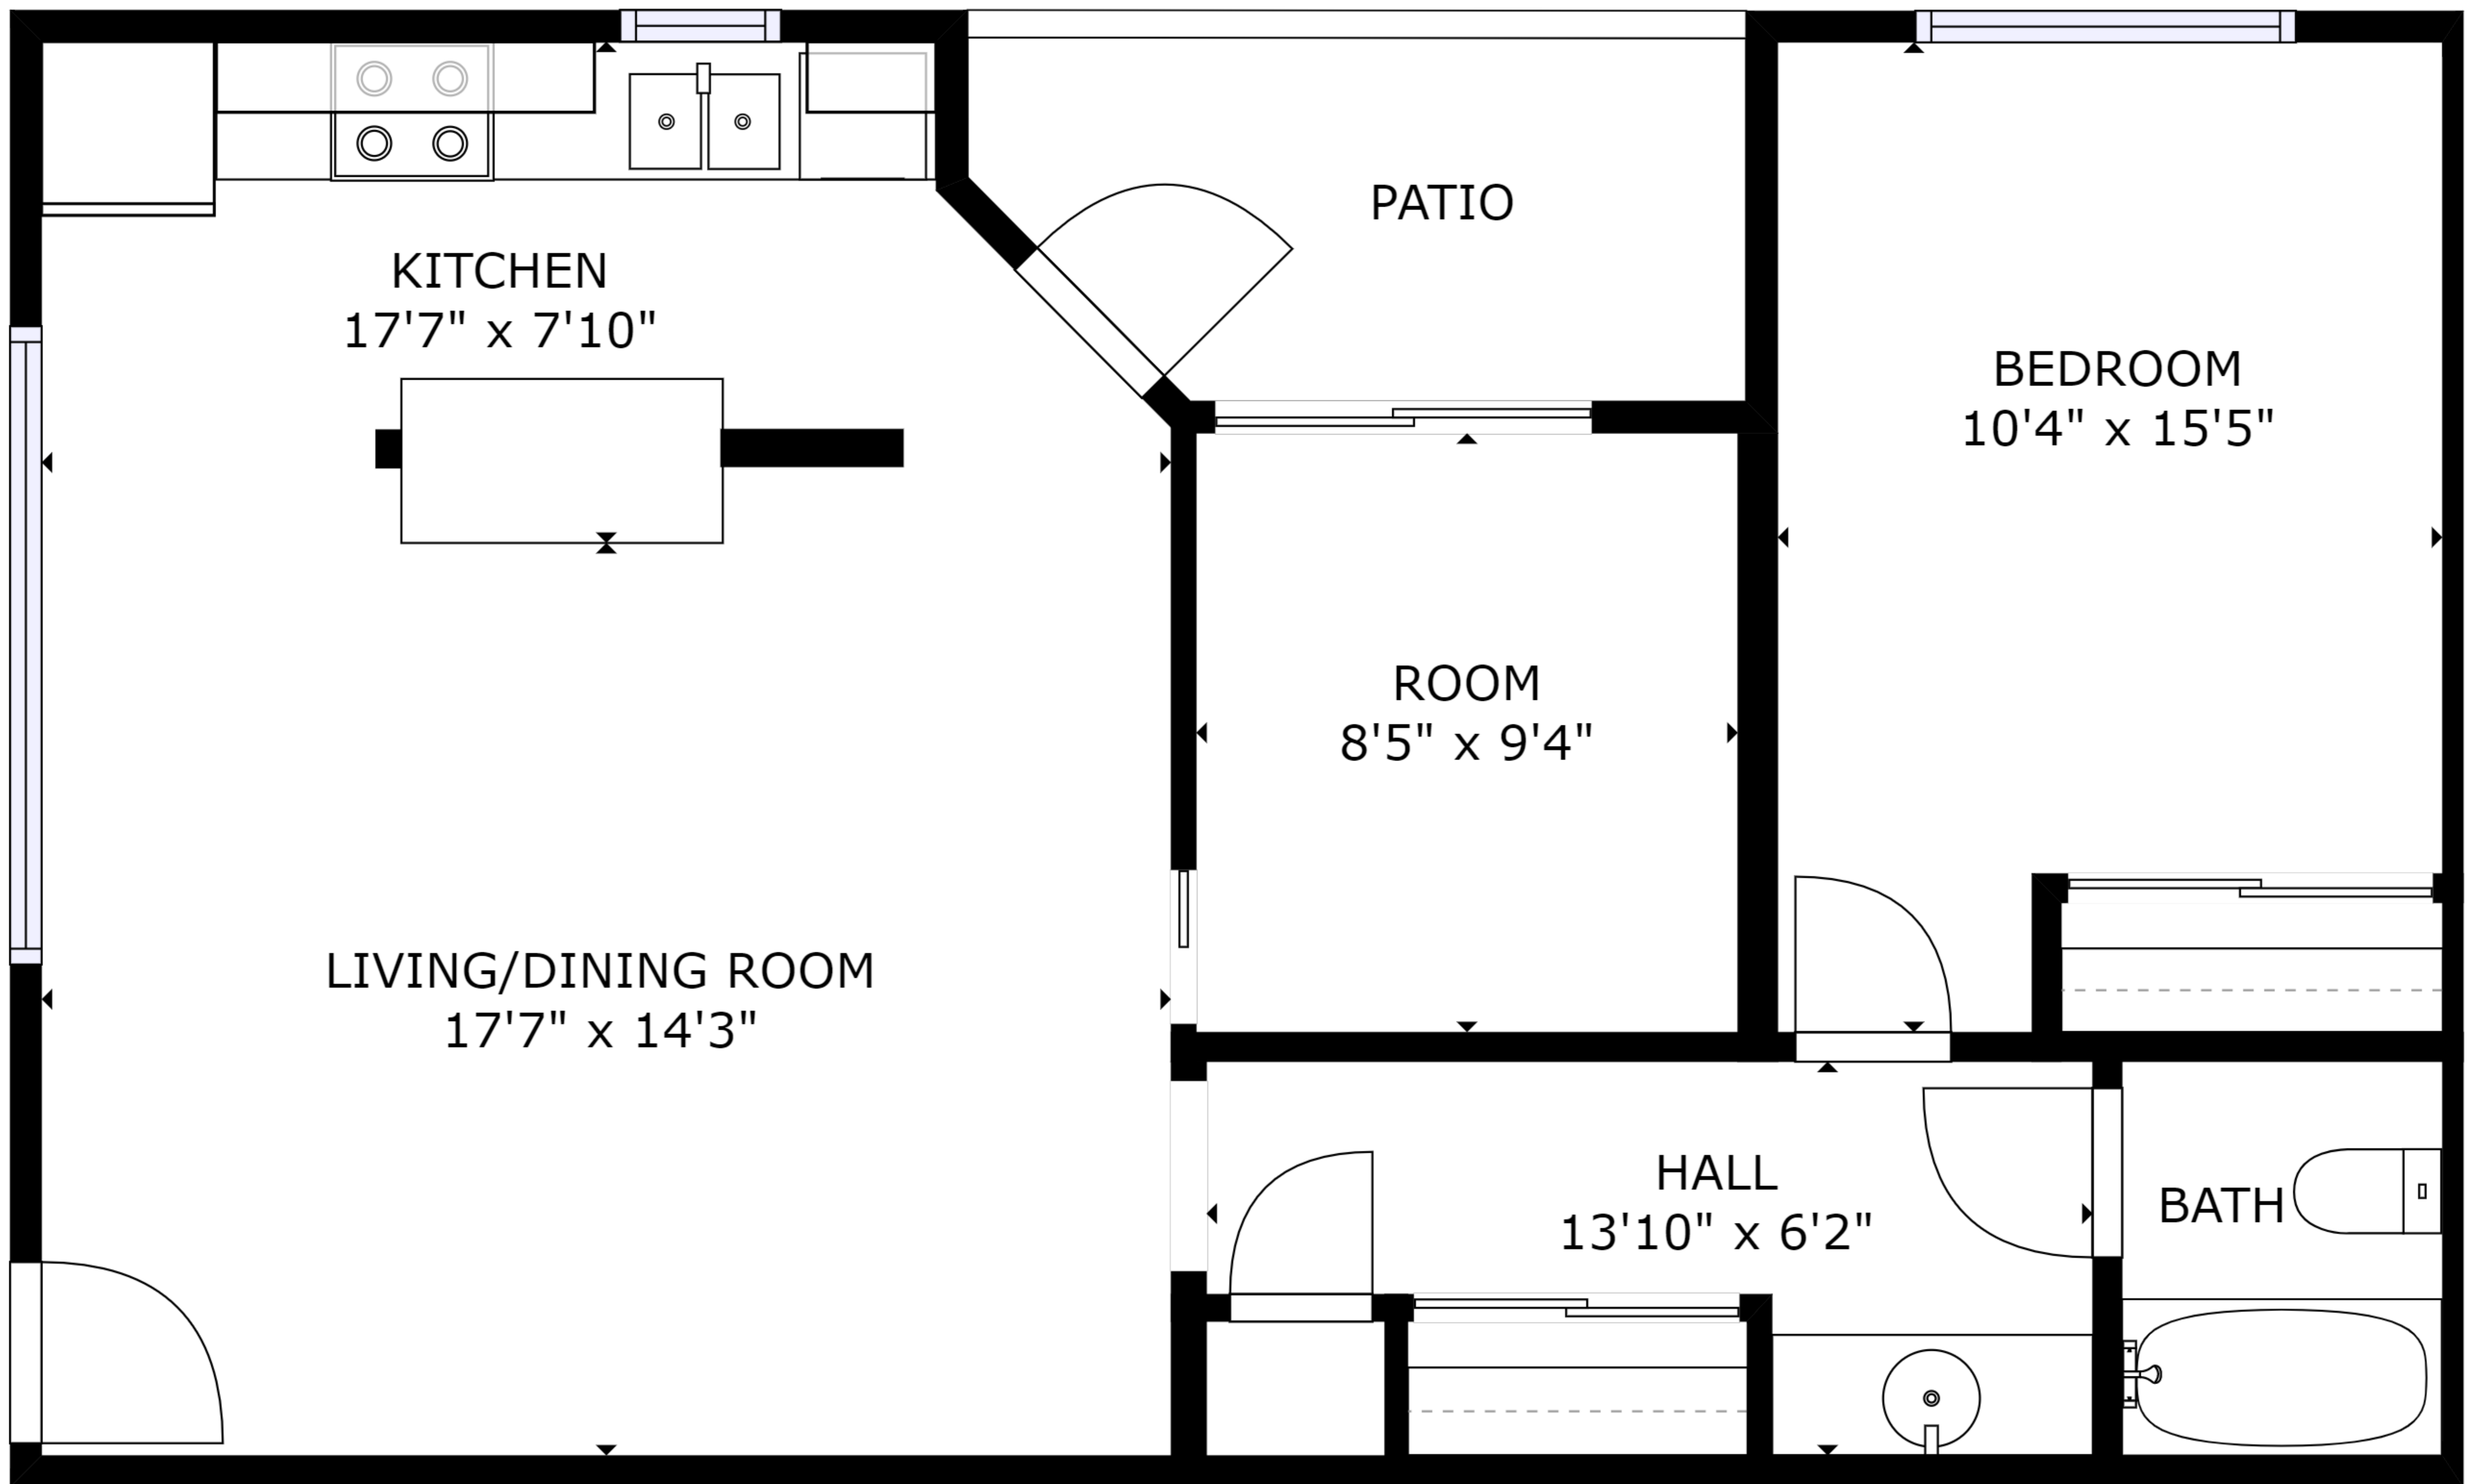 PATIO
KITCHEN
17'7" x 7'10"
BEDROOM
10'4" x 15'5"
ROOM
8'5" x 9'4"
LIVING/DINING ROOM
17'7" x 14'3"
HALL
13'10" x 6'2"
BATH